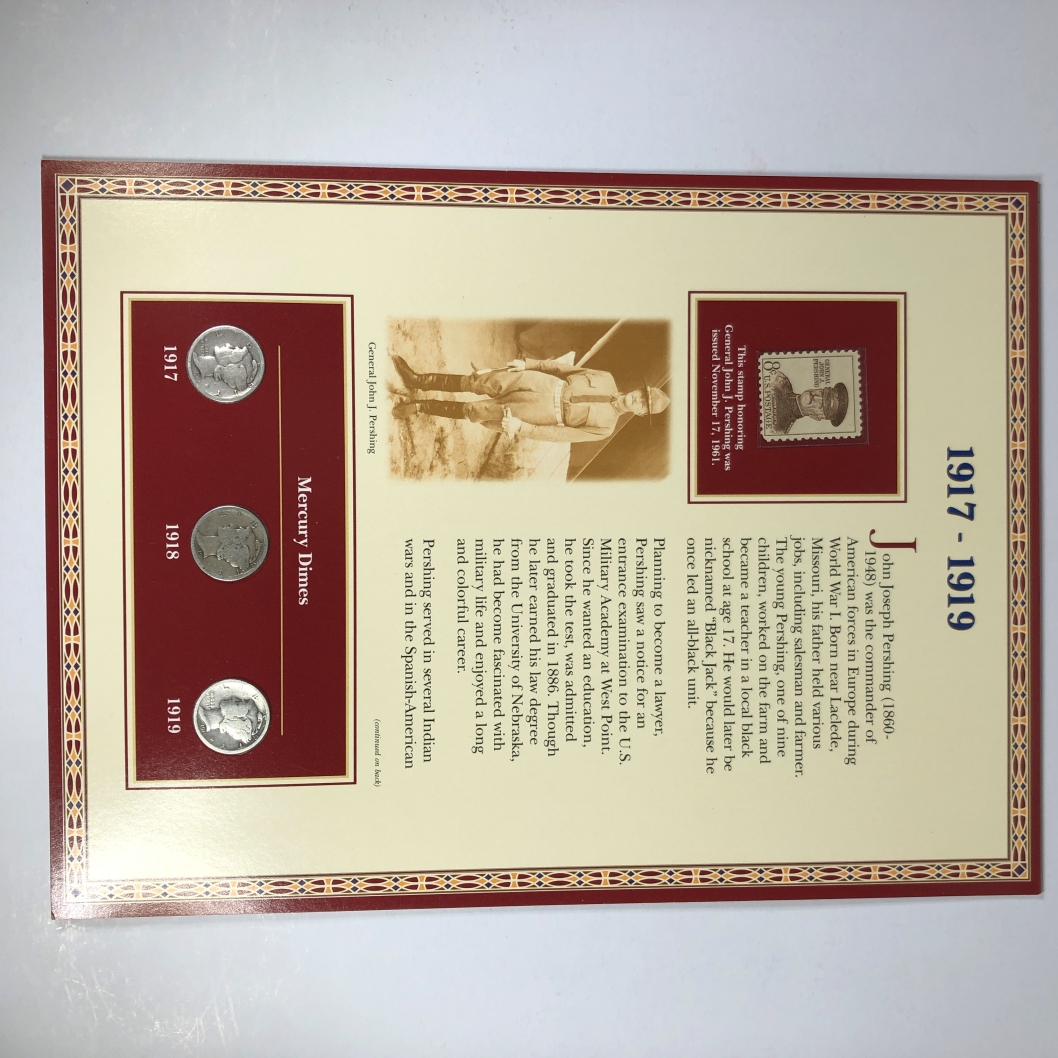 1917 - 1919
GENERAL
JOHN J.
PERSHING
8c U.S. POSTAGE
This stamp honoring
General John J. Pershing was
issued November 17, 1961.
John Joseph Pershing (1860-
1948) was the commander of
American forces in Europe during
World War I. Born near Laclede,
Missouri, his father held various
jobs, including salesman and farmer.
The young Pershing, one of nine
children, worked on the farm and
became a teacher in a local black
school at age 17. He would later be
nicknamed "Black Jack" because he
once led an all-black unit.
Planning to become a lawyer,
Pershing saw a notice for an
entrance examination to the U.S.
Military Academy at West Point.
Since he wanted an education,
he took the test, was admitted
and graduated in 1886. Though
he later earned his law degree
from the University of Nebraska,
he had become fascinated with
military life and enjoyed a long
and colorful career.
Pershing served in several Indian
wars and in the Spanish-American
(continued on back)
General John J. Pershing
Mercury Dimes
1917
1918
1919